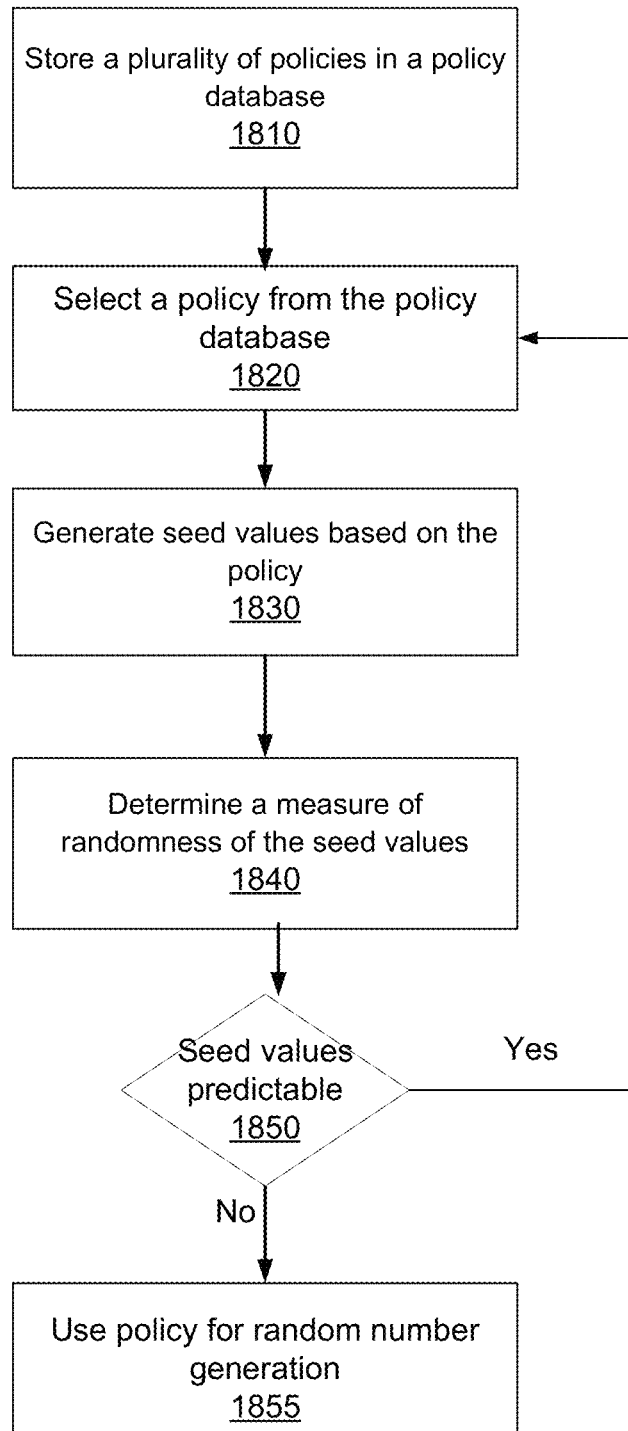 Store a plurality of policies in a policy
database
1810
Select a policy from the policy
database
1820
Generate seed values based on the
policy
1830
Determine a measure of
randomness of the seed values
1840
Seed values
predictable
1850
Yes
No
Use policy for random number
generation
1855